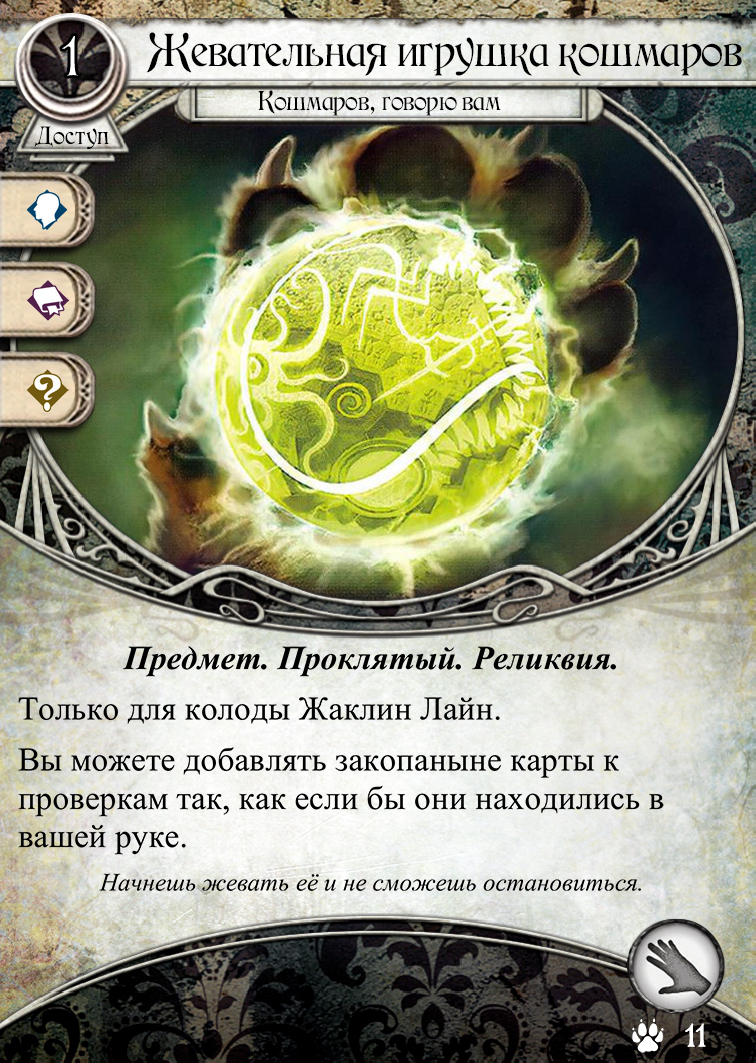 1
Жевательная игрушка кошмаров
Кошмаров, говорю вам
Доступ
?
Предмет. Проклятый. Реликвия.
Только для колоды Жаклин Лайн.
Вы можете добавлять закопаныне карты к
проверкам так, как если бы они находились в
вашей руке.
Начнешь жевать её и не сможешь остановиться.
11